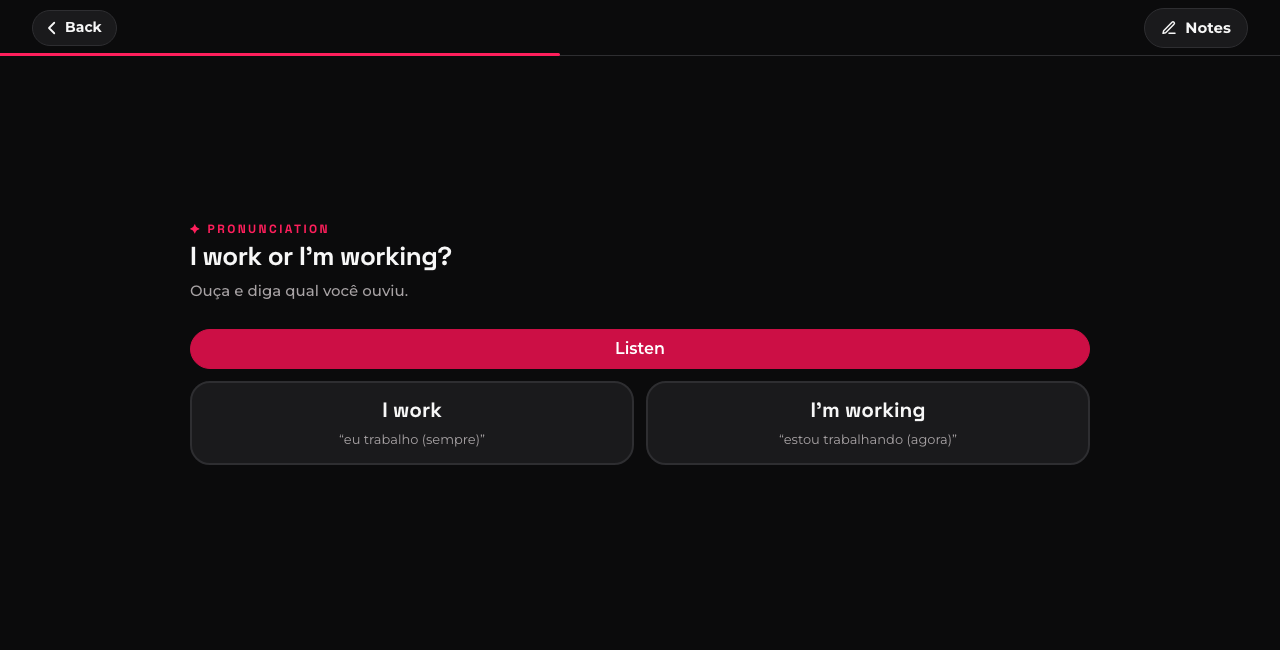 Back
Notes
PRONUNCIATION
I work or I’m working?
Ouça e diga qual você ouviu.
Listen
I work
“eu trabalho (sempre)”
I’m working
“estou trabalhando (agora)”